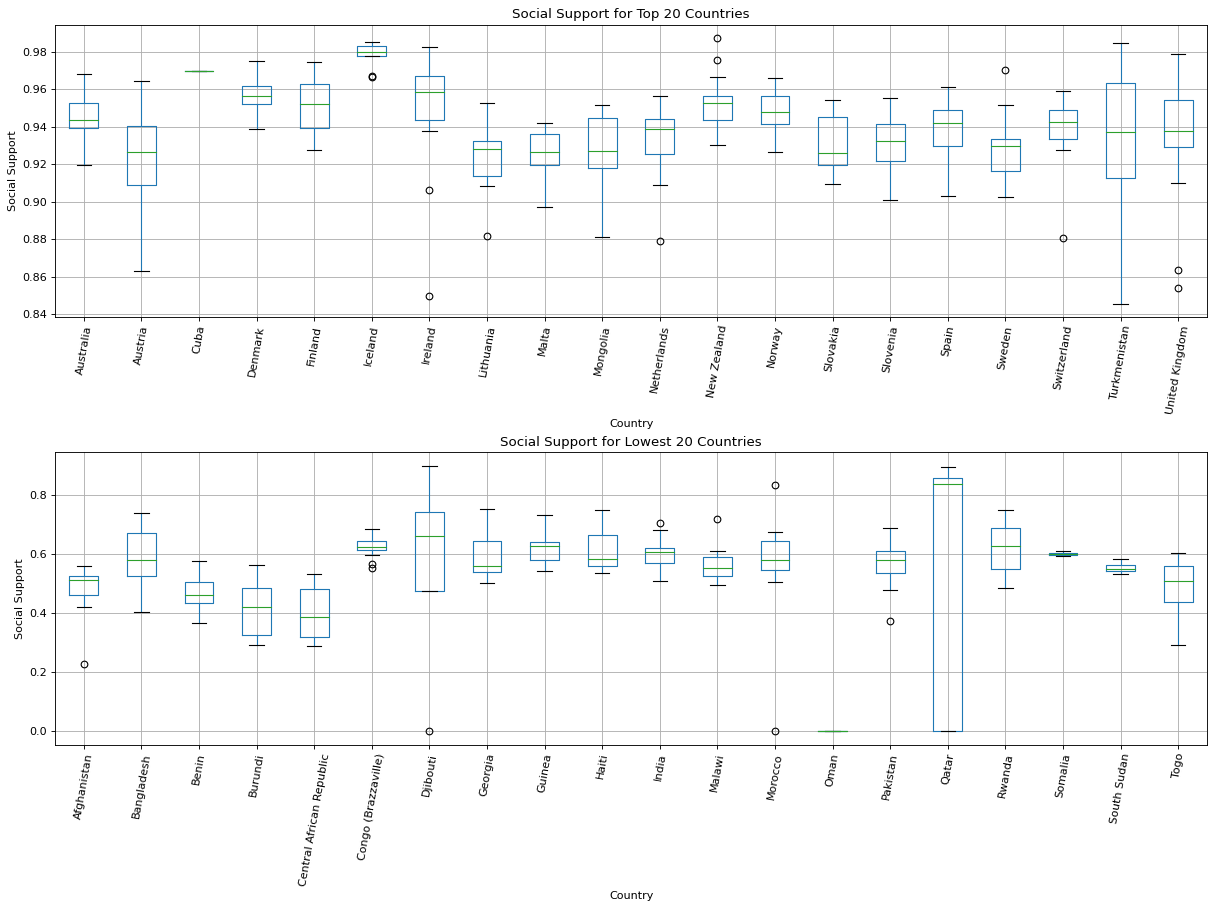 Social Support for Top 20 Countries
Social Support
0.98
0.96
0.94
0.92
0.90
0.88
0.86
0.84
Australia
Austria
Cuba
Denmark
Finland
Iceland
Ireland
Lithuania
Malta
Mongolia
Netherlands
New Zealand
Norway
Slovakia
Slovenia
Spain
Sweden
Switzerland
Turkmenistan
United Kingdom
Country
Social Support for Lowest 20 Countries
Social Support
0.8
0.6
0.4
0.2
0.0
Afghanistan
Bangladesh
Benin
Burundi
Central African Republic
Congo (Brazzaville)
Djibouti
Georgia
Guinea
Haiti
India
Malawi
Morocco
Oman
Pakistan
Qatar
Rwanda
Somalia
South Sudan
Togo
Country